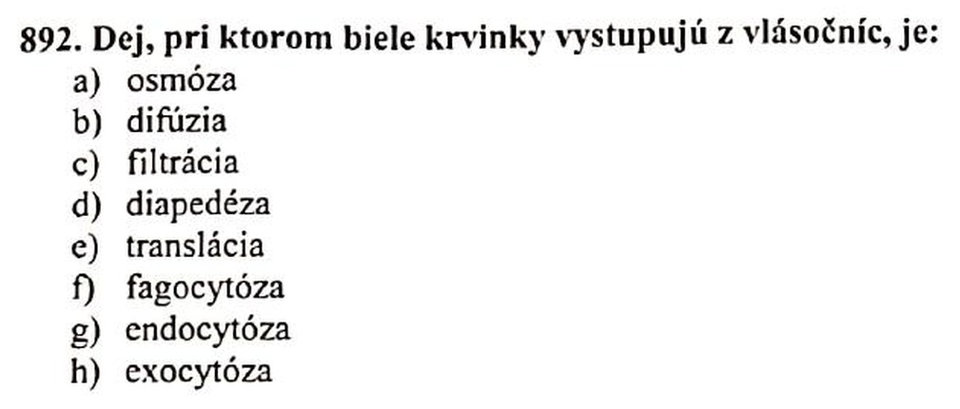 892. Dej, pri ktorom biele krvinky vystupujú z vlásočníc, je:
a) osmóza
b) difúzia
c) filtrácia
d) diapedéza
e) translácia
f) fagocytóza
g) endocytóza
h) exocytóza